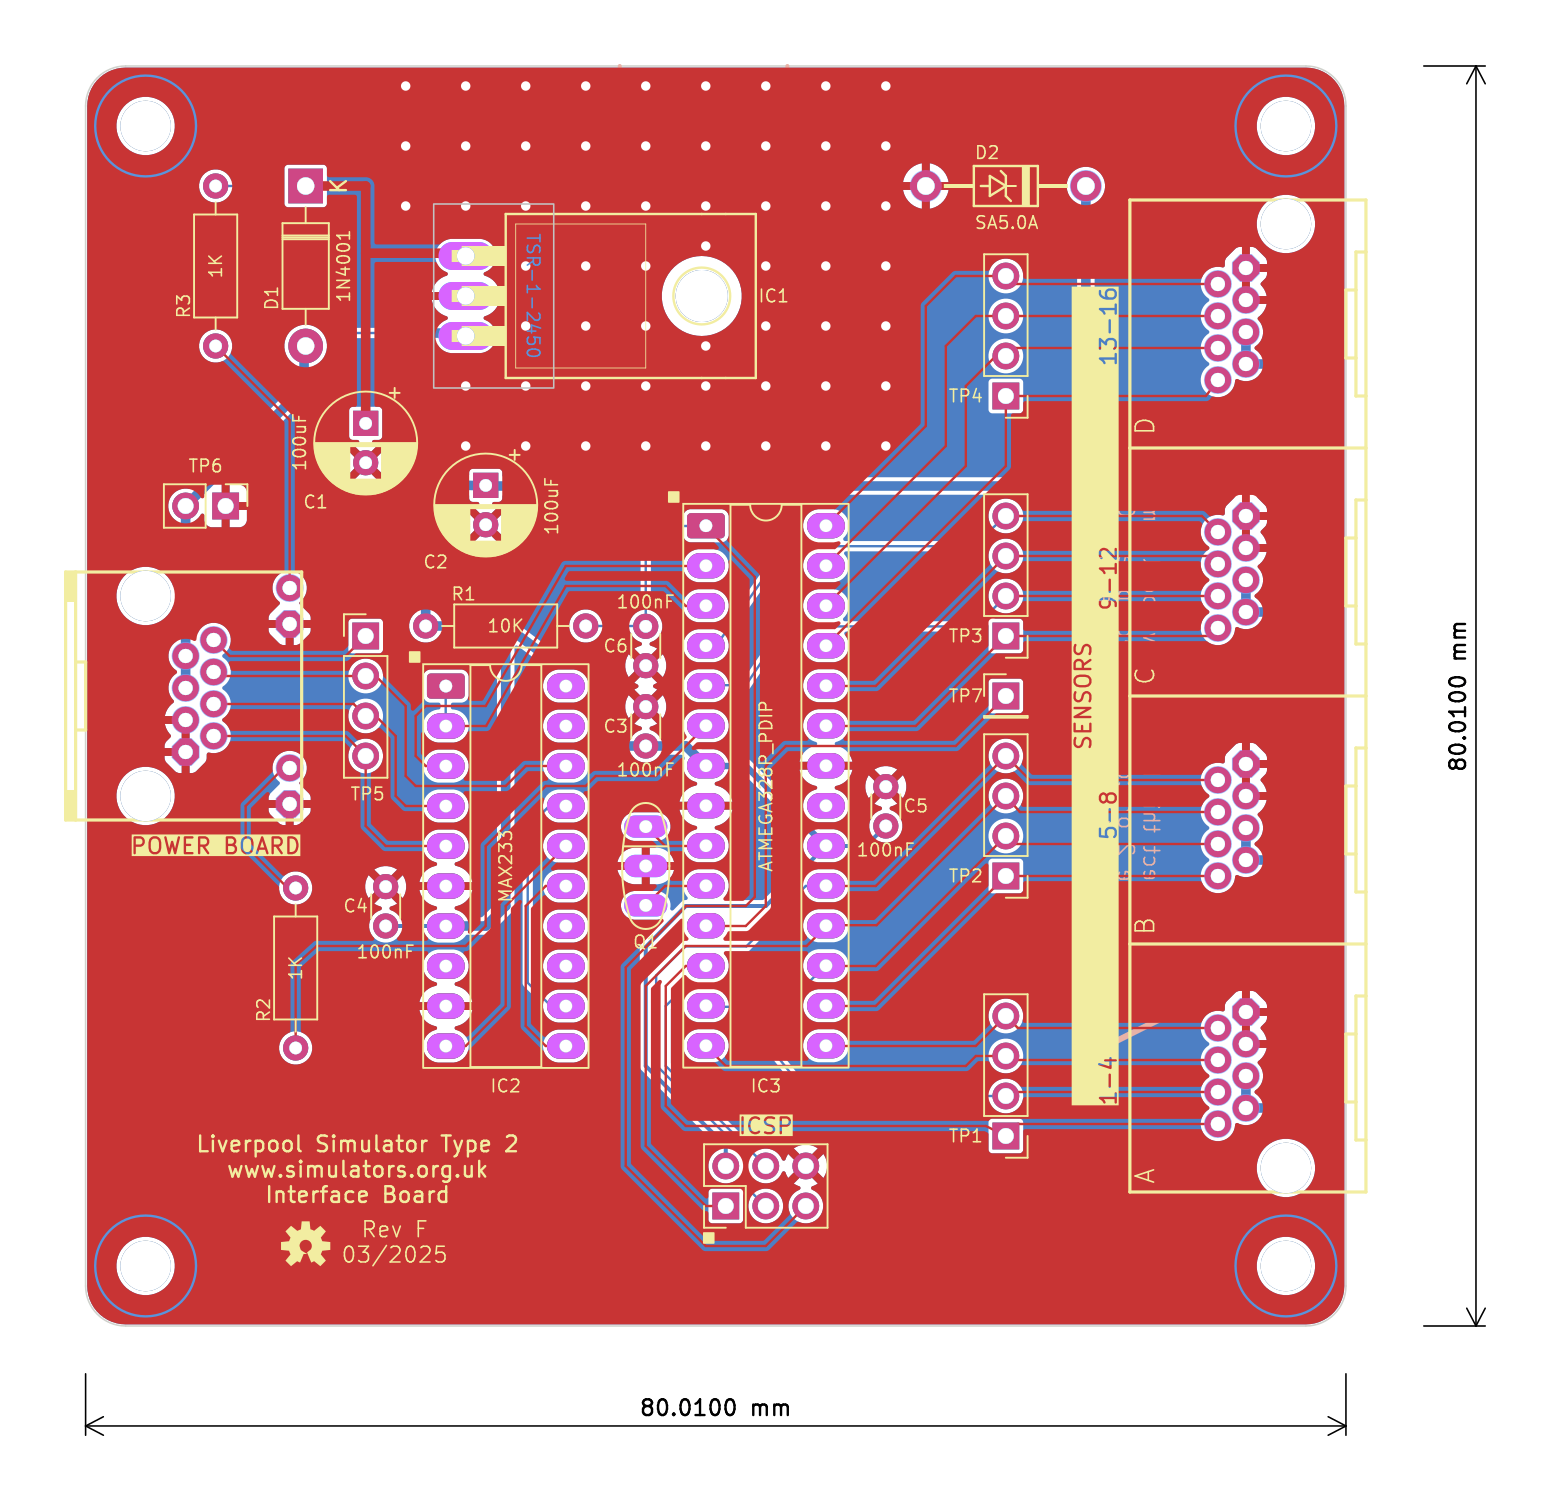 D2
SA5.0A
K
1K
R3
D1
1N4001
TSR-1-2450
IC1
13-16
TP4
D
100uF
C1
TP6
100uF
C2
R1
10K
100nF
C6
C3
100nF
9-12
TP3
C
SENSORS
TP7
80.0100 mm
ATMEGA328P_PDIP
TP5
POWER BOARD
MAX233
C5
100nF
5-8
TP2
B
C4
100nF
Q1
1K
R2
IC2
IC3
1-4
TP1
A
ICSP
Liverpool Simulator Type 2
www.simulators.org.uk
Interface Board
Rev F
03/2025
80.0100 mm